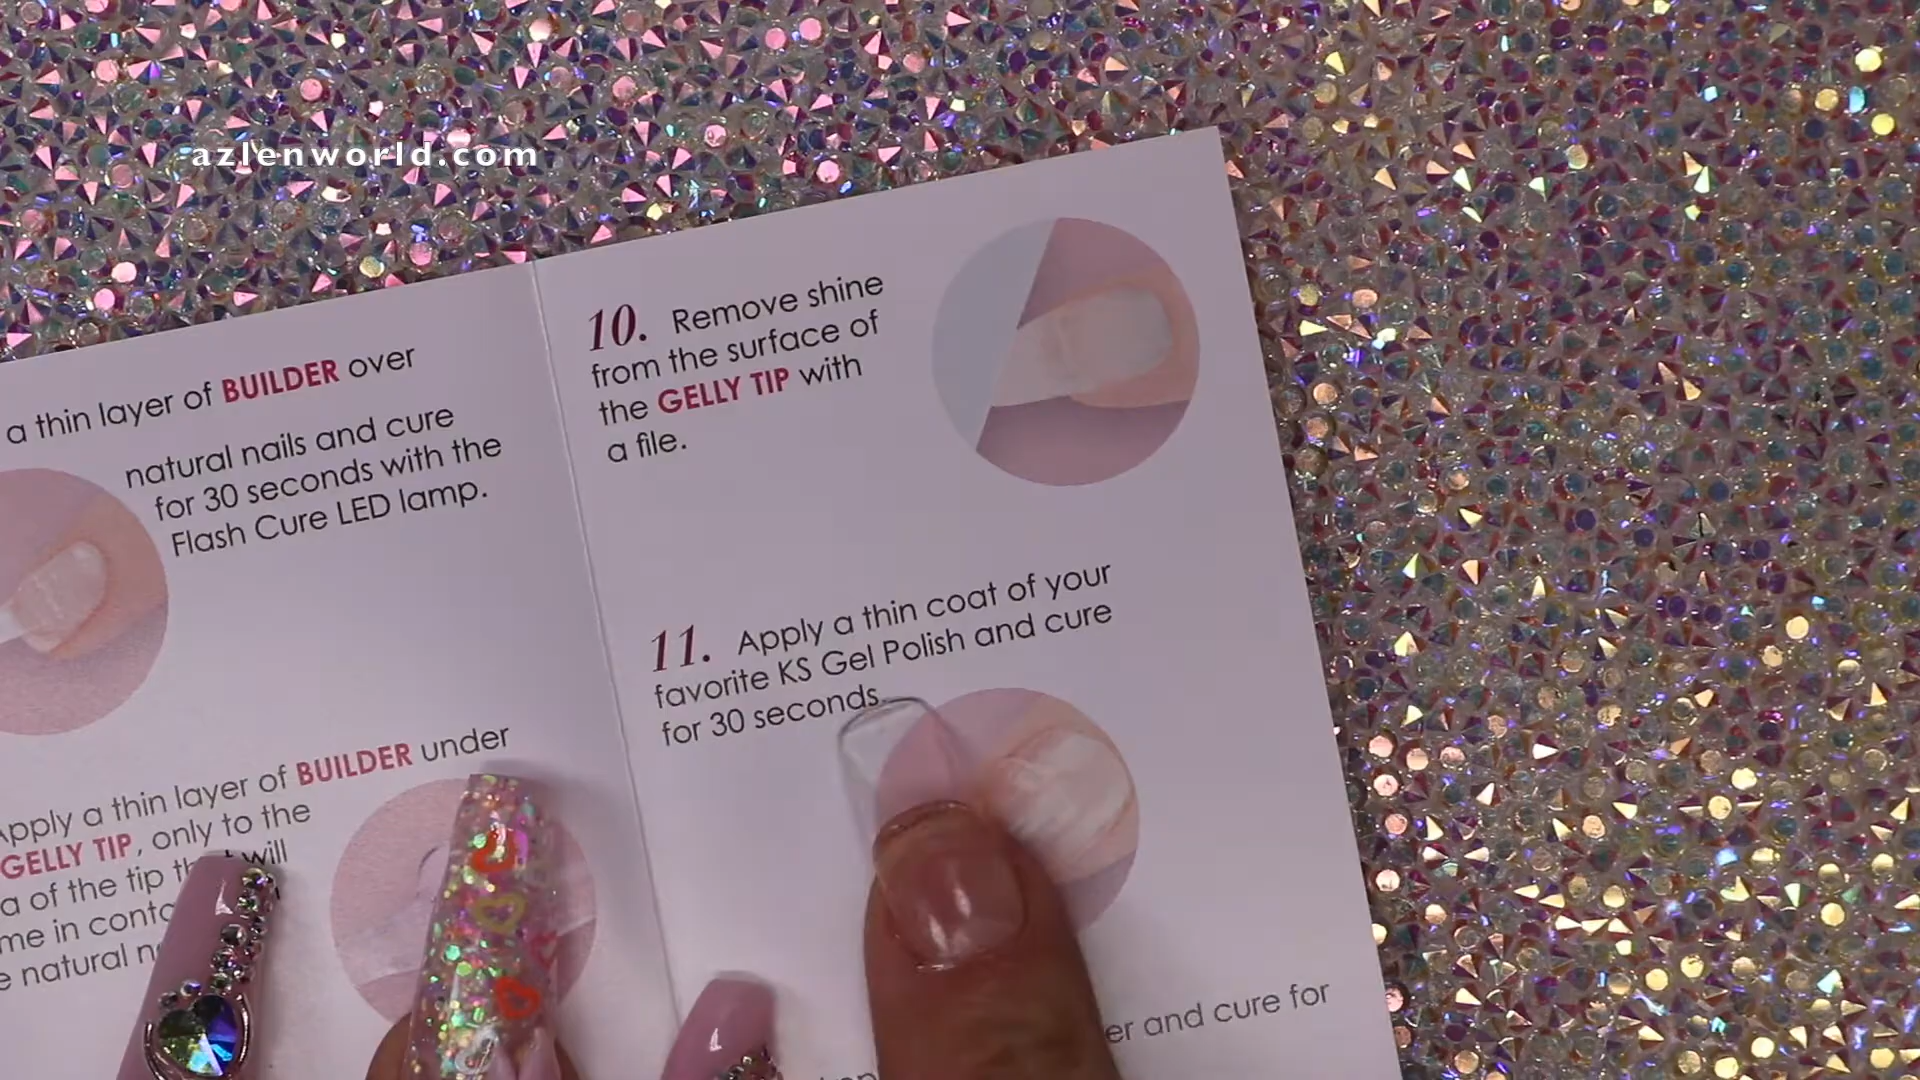 azlenworld.com
a thin layer of BUILDER over
natural nails and cure
for 30 seconds with the
Flash Cure LED lamp.
Apply a thin layer of BUILDER under
GELLY TIP, only to the
a of the tip will
me in
natural
10. Remove shine
from the surface of
the GELLY TIP with
a file.
11. Apply a thin coat of your
favorite KS Gel Polish and cure
for 30 seconds.
and cure for